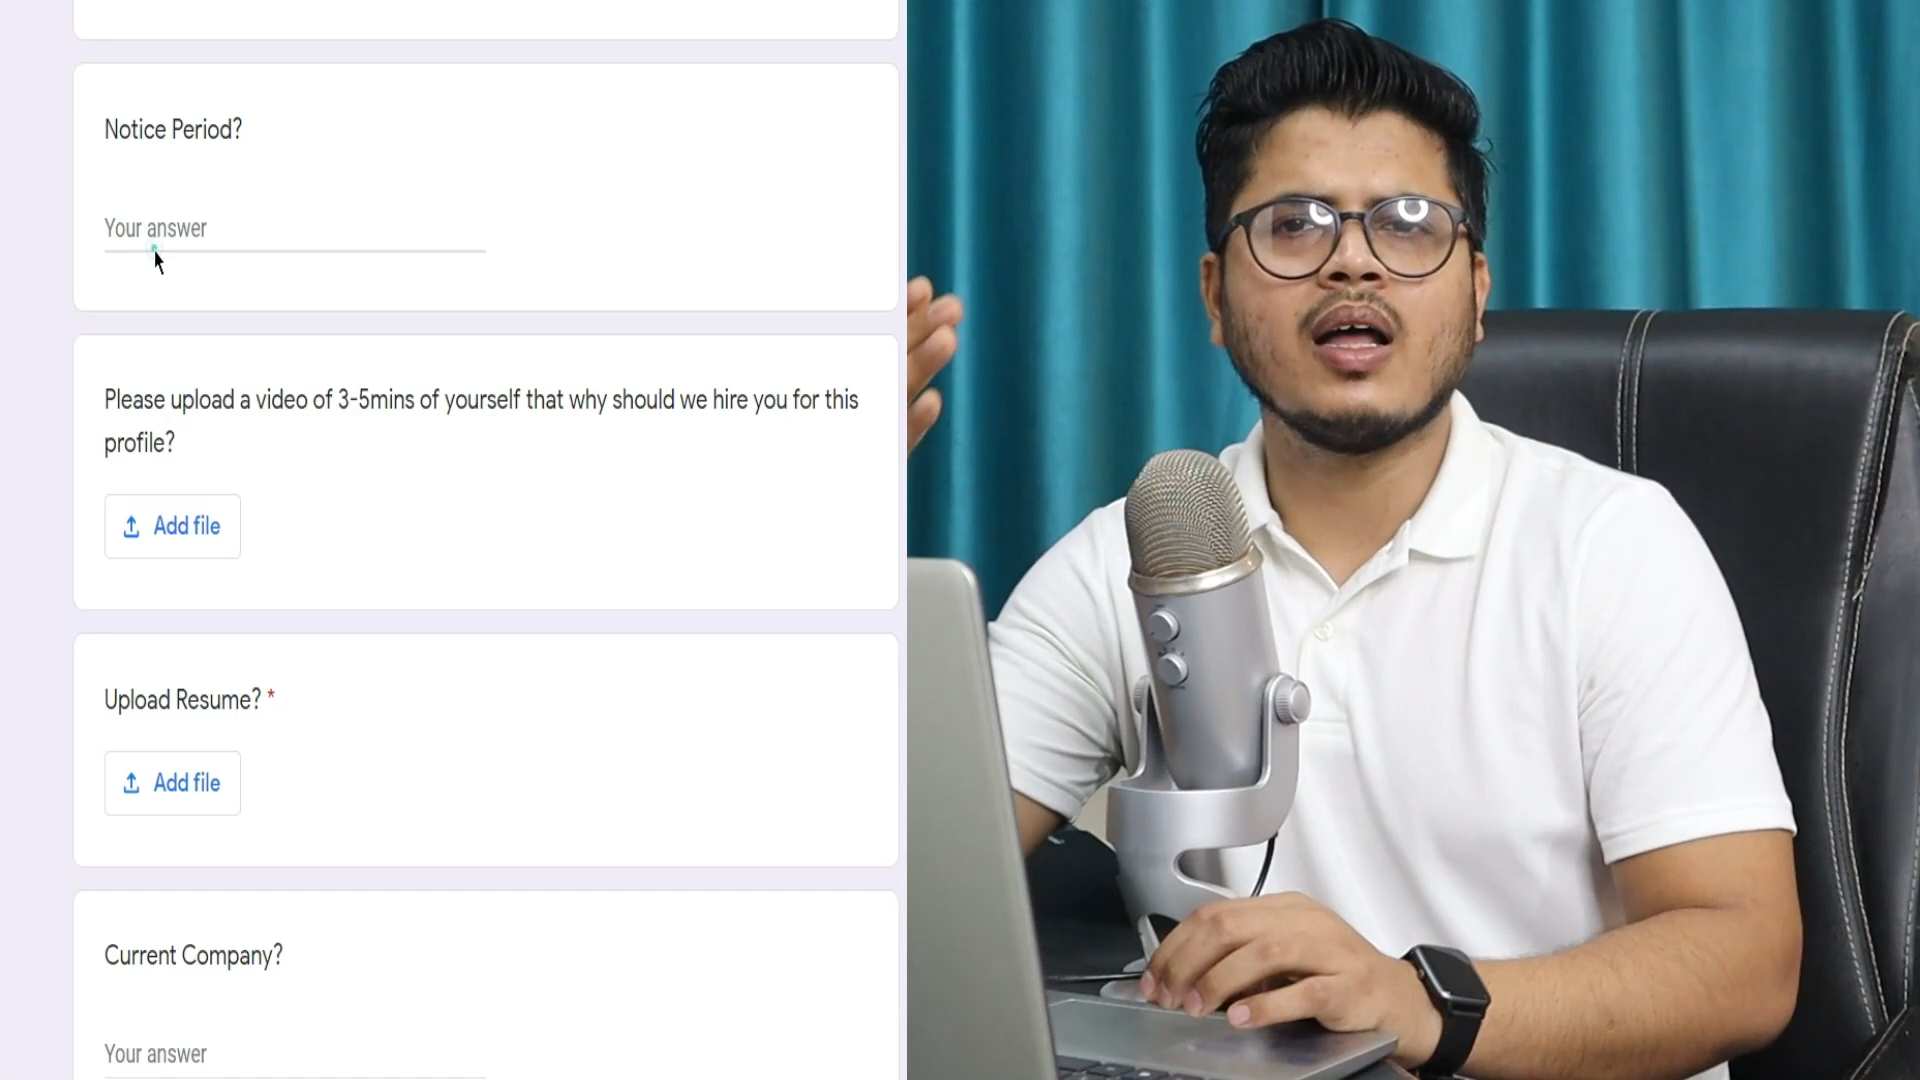 Notice Period?
Your answer
Please upload a video of 3-5mins of yourself that why should we hire you for this
profile?
Add file
Upload Resume? *
Add file
Current Company?
Your answer